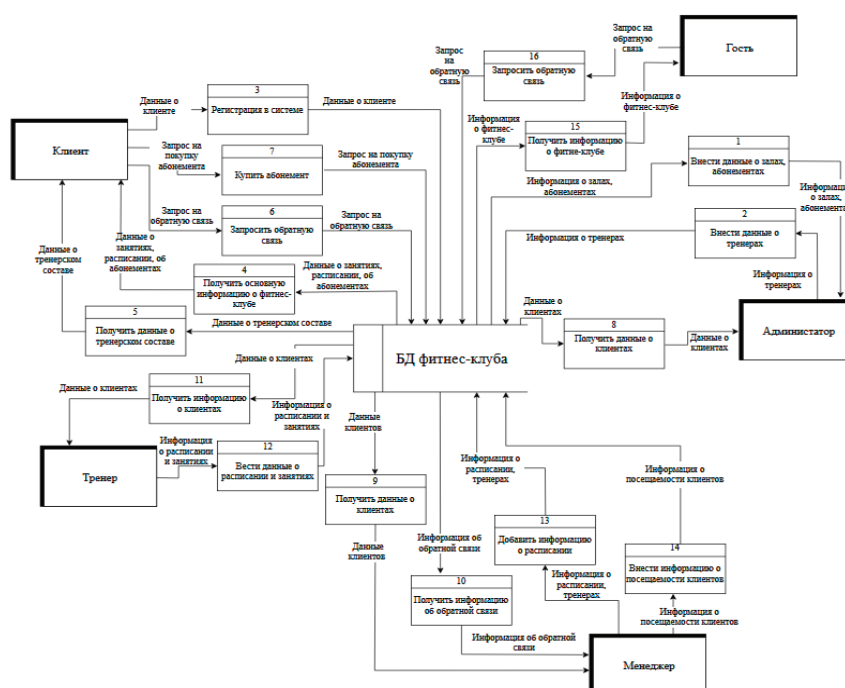 Запрос на
обратную
связь
16
Запросить обратную
связь
Запрос
на
обратную
связь
Гость
3
Регистрация в системе
Данные о
клиенте
Данные о клиенте
Информация о
фитнес-клубе
Информация
о фитнес-
клубе
15
Получить информацию
о фитне-клубе
Клиент
Запрос на
покупку
абонемента
7
Купить абонемент
Запрос на покупку
абонемента
1
Внести данные о залах,
абонементах
Информация о залах,
абонементах
Информаци
о залах,
абонемента
Запрос на
обратную связь
6
Запросить обратную
связь
Запрос на
обратную связь
2
Внести данные о
тренерах
Информация о тренерах
Информация о
тренерах
Данные о
тренерском
составе
Данные о
занятиях,
расписании, об
абонементах
4
Получить основную
информацию о фитнес-
клубе
Данные о занятиях,
расписании, об
абонементах
5
Получить данные о
тренерском составе
Данные о тренерском составе
БД фитнес-клуба
Данные о
клиентах
8
Получить данные о
клиентах
Данные о
клиентах
Администатор
Данные о клиентах
11
Получить информацию
о клиентах
Данные о клиентах
Информация о
расписании и
занятиях
Тренер
Информация
о расписании
и занятиях
12
Вести данные о
расписании и занятиях
Данные
клиентов
9
Получить данные о
клиентах
Данные
клиентов
Информация об
обратной связи
10
Получить информацию
об обратной связи
Информация об обратной
связи
Информация
о расписании,
тренерах
13
Добавить информацию
о расписании
Информация о
расписании,
тренерах
Информация о
посещаемости клиентов
14
Внести информацию о
посещаемости клиентов
Информация о
посещаемости клиентов
Менеджер